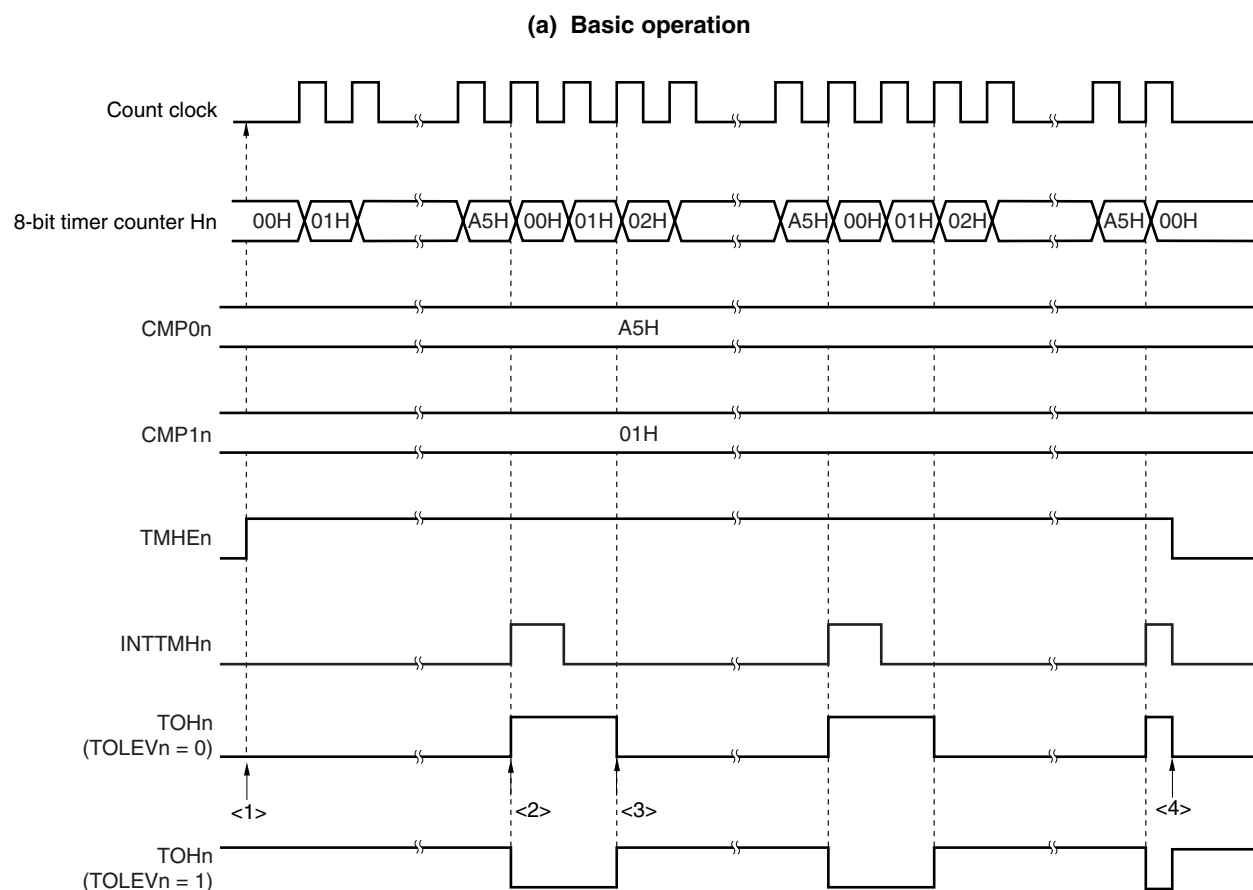 (a) Basic operation
Count clock
8-bit timer counter Hn
00H 01H A5H 00H 01H 02H A5H 00H 01H 02H A5H 00H
CMP0n
A5H
CMP1n
01H
TMHEn
INTTMHn
TOHn
(TOLEVn = 0)
<1> <2> <3> <4>
TOHn
(TOLEVn = 1)